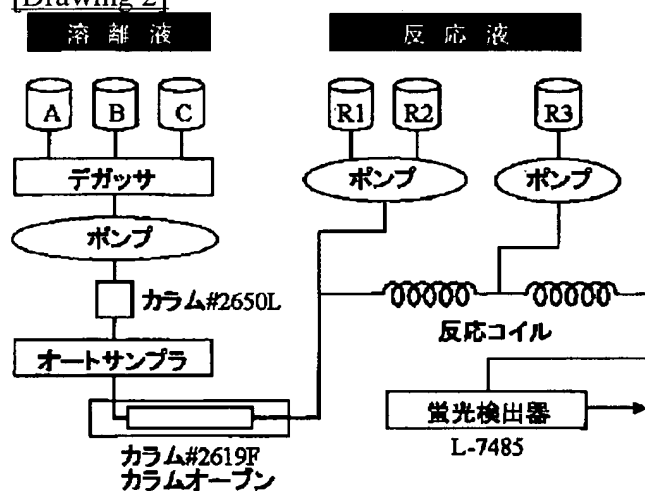 [Drawing 2]
溶部液
反応液
A B C R1 R2 R3
デガッサ
ポンプ
ポンプ
ポンプ
カラム#2650L
反応コイル
オートサンプラ
蛍光検出器
L-7485
カラム#2619F
カラムオーブン